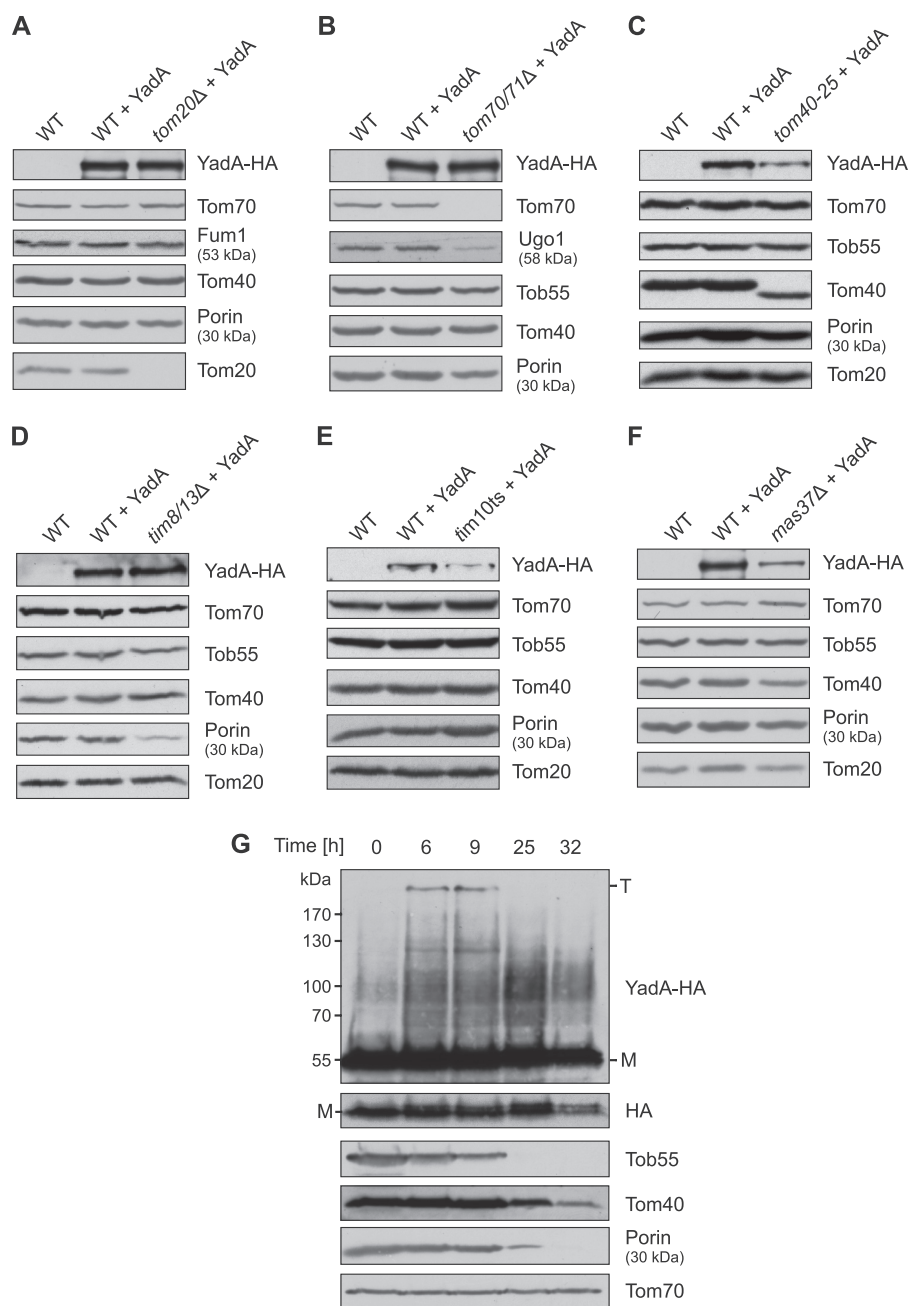 A
WT
WT + YadA
tom20Δ + YadA
YadA-HA
Tom70
Fum1
(53 kDa)
Tom40
Porin
(30 kDa)
Tom20
B
WT
WT + YadA
tom70/71Δ + YadA
YadA-HA
Tom70
Ugo1
(58 kDa)
Tob55
Tom40
Porin
(30 kDa)
C
WT
WT + YadA
tom40-25 + YadA
YadA-HA
Tom70
Tob55
Tom40
Porin
(30 kDa)
Tom20
D
WT
WT + YadA
tim8/13Δ + YadA
YadA-HA
Tom70
Tob55
Tom40
Porin
(30 kDa)
Tom20
E
WT
WT + YadA
tim10ts + YadA
YadA-HA
Tom70
Tob55
Tom40
Porin
(30 kDa)
Tom20
F
WT
WT + YadA
mas37Δ + YadA
YadA-HA
Tom70
Tob55
Tom40
Porin
(30 kDa)
Tom20
G
Time [h] 0 6 9 25 32
kDa
T
170
130
100
YadA-HA
70
55
M
M
HA
Tob55
Tom40
Porin
(30 kDa)
Tom70